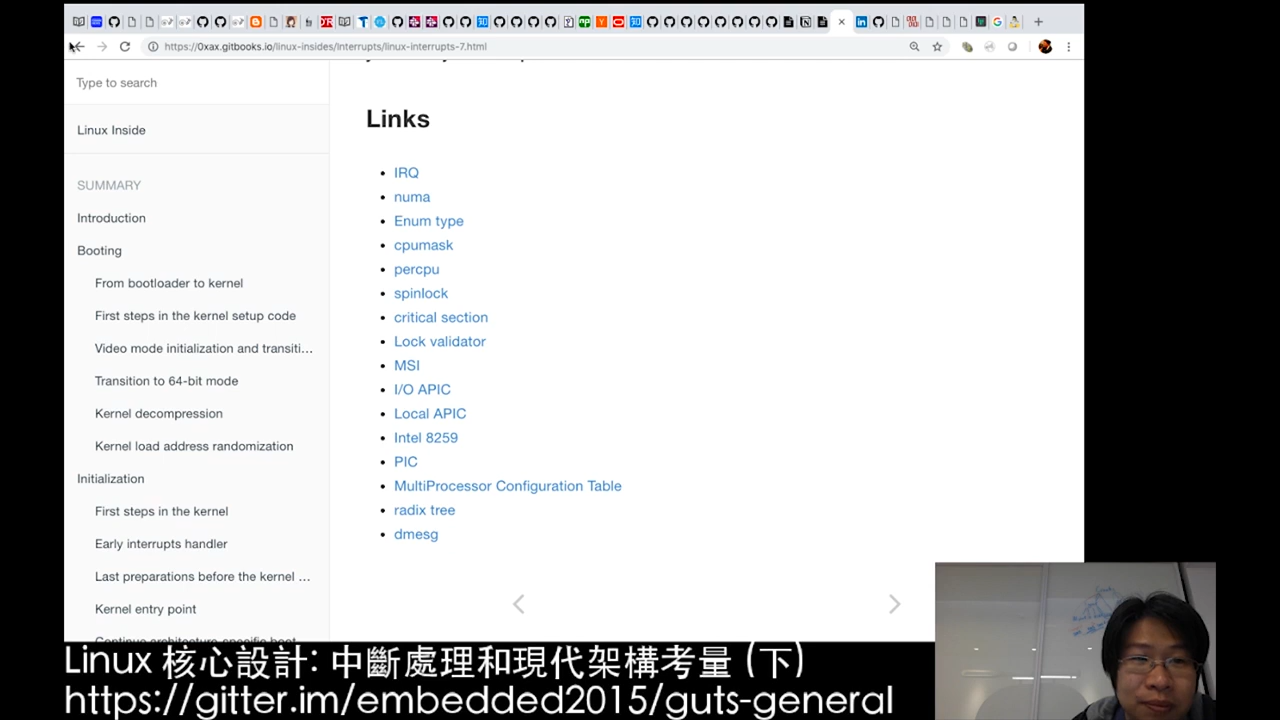 https://0xax.gitbooks.io/linux-insides/Interrupts/linux-interrupts-7.html
Type to search
Linux Inside
SUMMARY
Introduction
Booting
From bootloader to kernel
First steps in the kernel setup code
Video mode initialization and transiti...
Transition to 64-bit mode
Kernel decompression
Kernel load address randomization
Initialization
First steps in the kernel
Early interrupts handler
Last preparations before the kernel ...
Kernel entry point
Continue architecture-specific boot
Links
IRQ
numa
Enum type
cpumask
percpu
spinlock
critical section
Lock validator
MSI
I/O APIC
Local APIC
Intel 8259
PIC
MultiProcessor Configuration Table
radix tree
dmesg
Linux 核心設計: 中斷處理和現代架構考量 (下)
https://gitter.im/embedded2015/guts-general